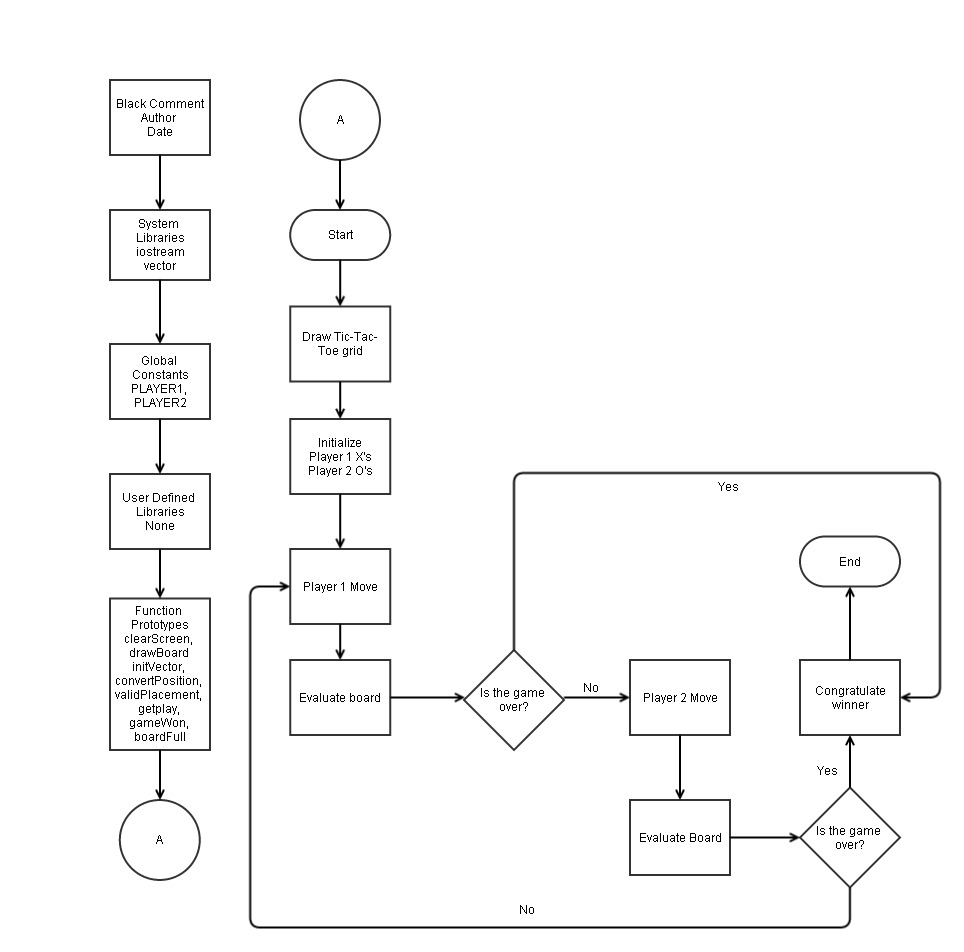 Black Comment
Author
Date
System
Libraries
iostream
vector
Global
Constants
PLAYER1,
PLAYER2
User Defined
Libraries
None
Function
Prototypes
clearScreen,
drawBoard
initVector,
convertPosition,
validPlacement,
getplay,
gameWon,
boardFull
A
A
Start
Draw Tic-Tac-
Toe grid
Initialize
Player 1 X's
Player 2 O's
Player 1 Move
Evaluate board
Is the game
over?
Yes
No
Player 2 Move
Evaluate Board
Is the game
over?
Yes
No
Congratulate
winner
End